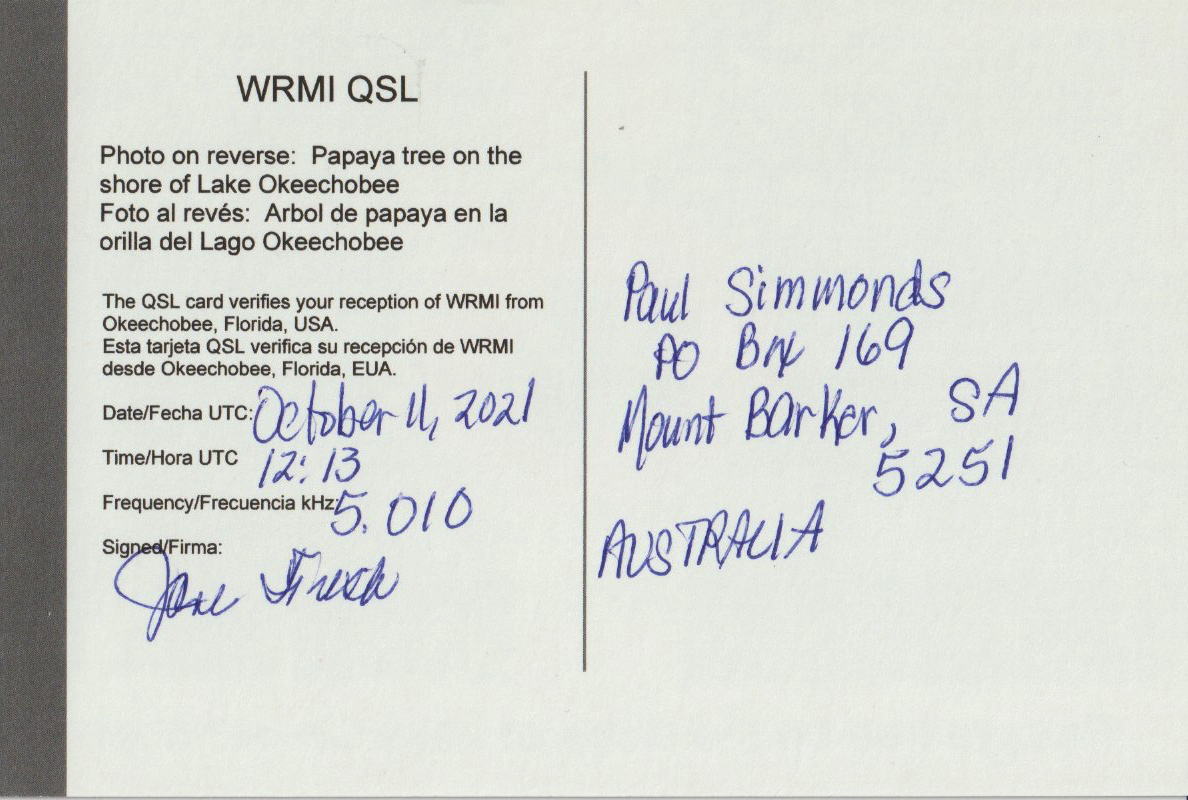 WRMI QSL
Photo on reverse: Papaya tree on the
shore of Lake Okeechobee
Foto al revés: Arbol de papaya en la
orilla del Lago Okeechobee
The QSL card verifies your reception of WRMI from
Okeechobee, Florida, USA.
Esta tarjeta QSL verifica su recepción de WRMI
desde Okeechobee, Florida, EUA.
Date/Fecha UTC: October 11, 2021
Time/Hora UTC 12:13
Frequency/Frecuencia kHz: 5.010
Signed/Firma:
Paul Simmonds
PO Box 169
Mount Barker, SA
5251
AUSTRALIA